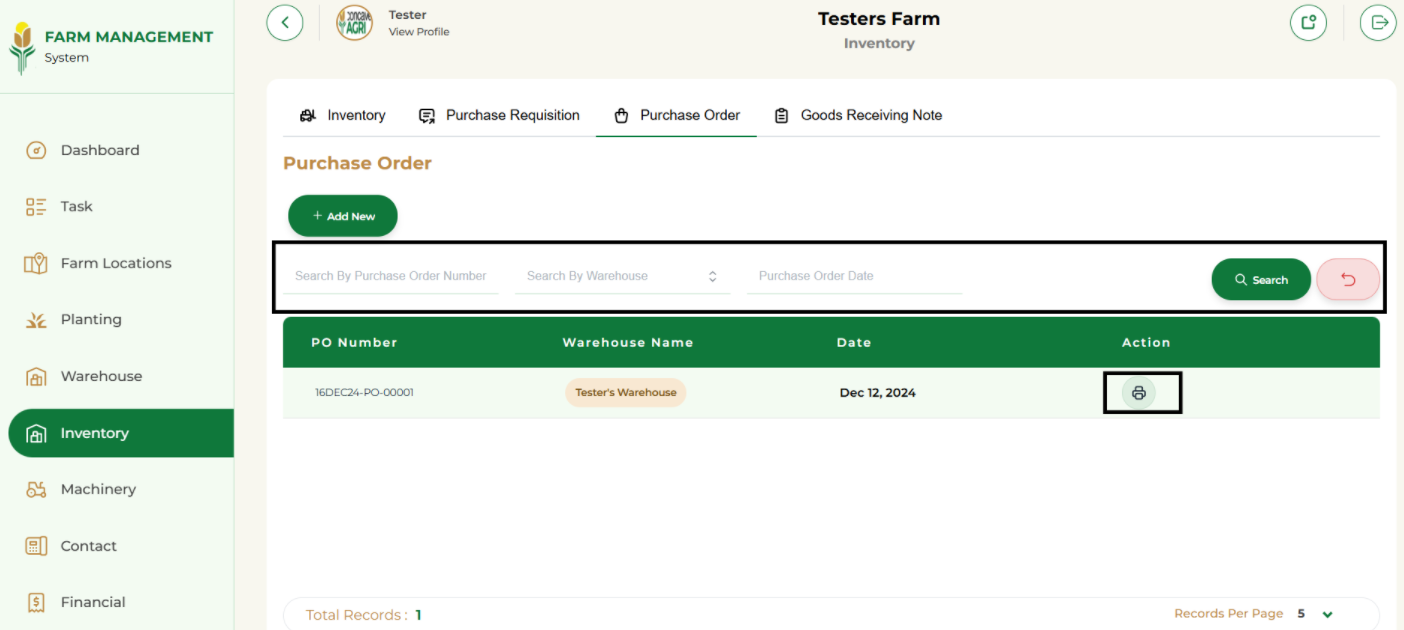 FARM MANAGEMENT
System
CONCAVE
AGRI
Tester
View Profile
Testers Farm
Inventory
Dashboard
Task
Farm Locations
Planting
Warehouse
Inventory
Machinery
Contact
Financial
Inventory Purchase Requisition Purchase Order Goods Receiving Note
Purchase Order
+ Add New
Search By Purchase Order Number Search By Warehouse Purchase Order Date Search
PO Number Warehouse Name Date Action
16DEC24-PO-00001 Tester's Warehouse Dec 12, 2024
Total Records : 1 Records Per Page 5